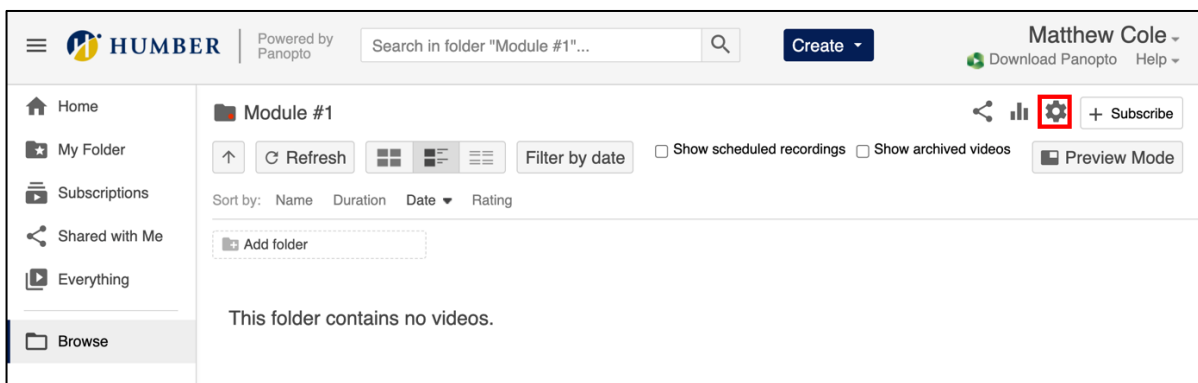 HUMBER
Powered by
Panopto
Search in folder "Module #1"...
Create
Matthew Cole
Download Panopto Help
Home
My Folder
Subscriptions
Shared with Me
Everything
Browse
Module #1
+ Subscribe
Refresh
Filter by date
Show scheduled recordings
Show archived videos
Preview Mode
Sort by: Name Duration Date Rating
Add folder
This folder contains no videos.